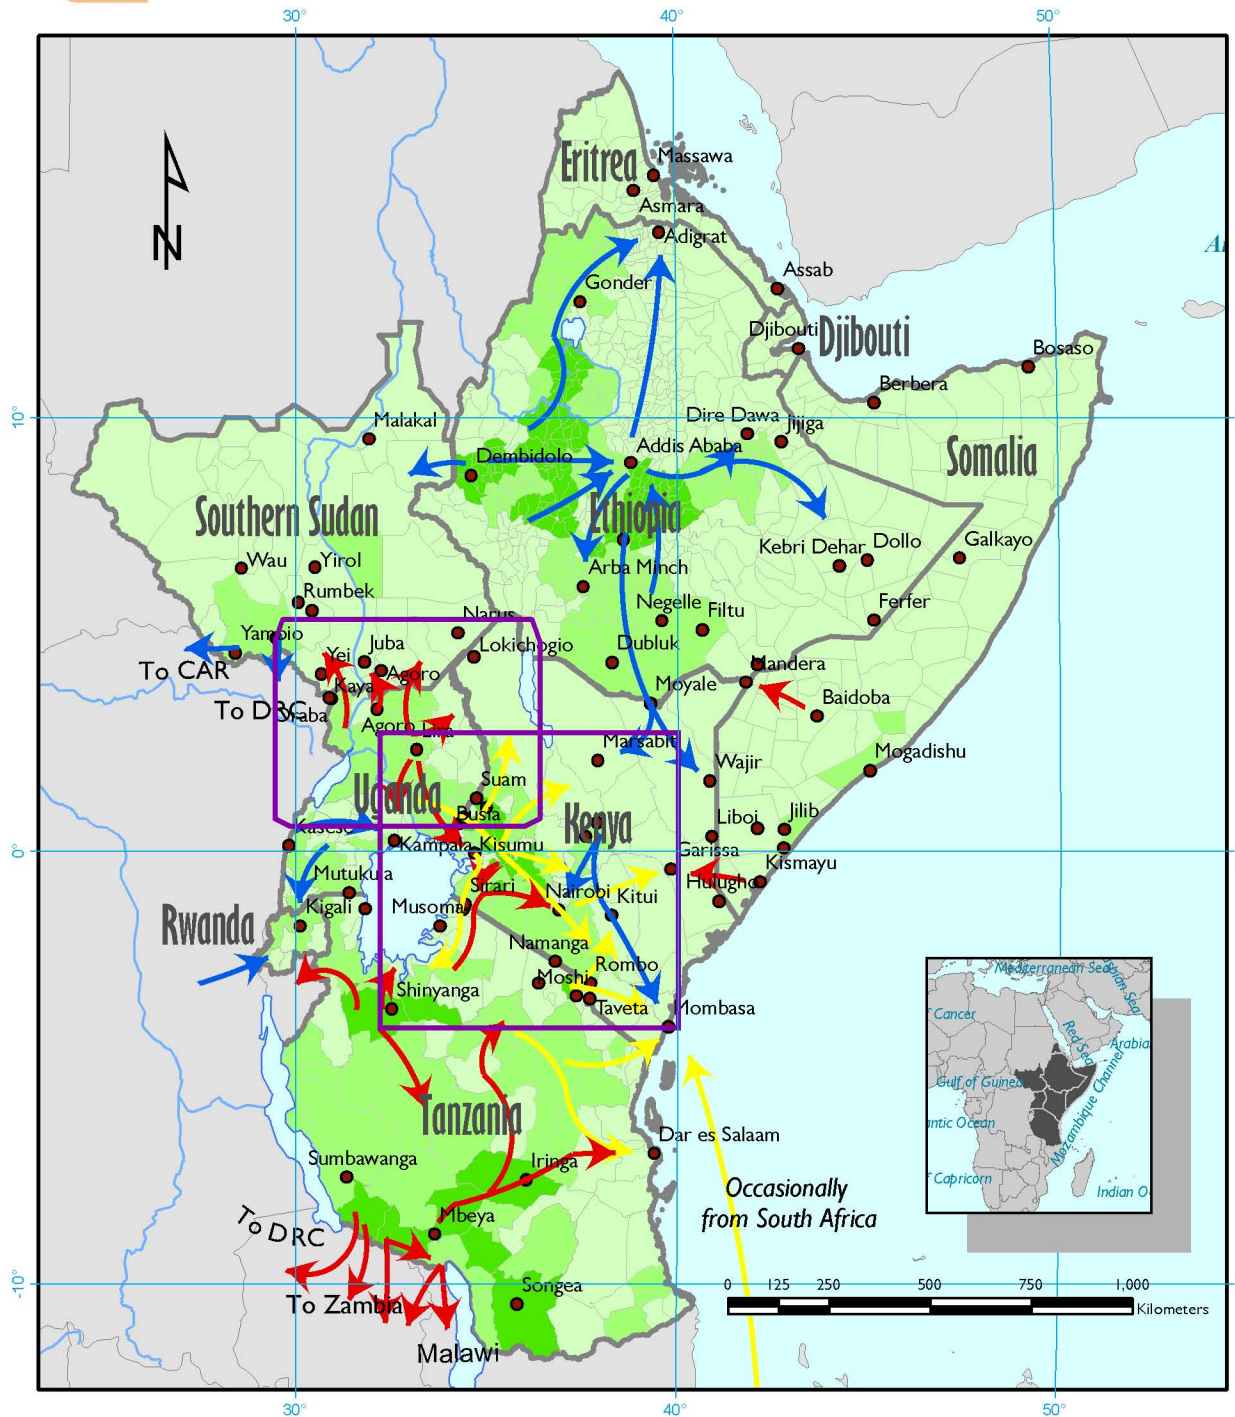 30°
40°
50°
N
Eritrea
Massawa
Asmara
Adigrat
Assab
Gonder
Djibouti
Djibouti
Bosaso
Berbera
10°
Malakal
Dire Dawa
Jijiga
Addis Ababa
Somalia
Dembidolo
Southern Sudan
Ethiopia
Wau
Yirol
Kebri Dehar
Dollo
Galkayo
Arba Minch
Rumbek
Negelle
Filtu
Ferfer
Narus
Yambio
Juba
Lokichogio
Dubluk
To CAR
Yei
Agoro
Mandera
Kaya
Moyale
Baidoba
To DRC
Agoro
Lira
Marsabit
Mogadishu
Wajir
Suam
Uganda
Busia
Kenya
Liboi
Jilib
Kasese
0°
Kampala
Kisumu
Garissa
Kismayu
Mutukula
Sirari
Nairobi
Kitui
Hulugho
Rwanda
Kigali
Musoma
Namanga
Rombo
Moshi
Shinyanga
Taveta
Mombasa
Mediterranean Sea
Cancer
Red Sea
Gulf of Guinea
Mozambique Channel
Capricorn
Tanzania
Dar es Salaam
Sumbawanga
Iringa
Occasionally
from South Africa
To DRC
Mbeya
-10°
Songea
To Zambia
Malawi
0 125 250 500 750 1,000
Kilometers
30°
40°
50°